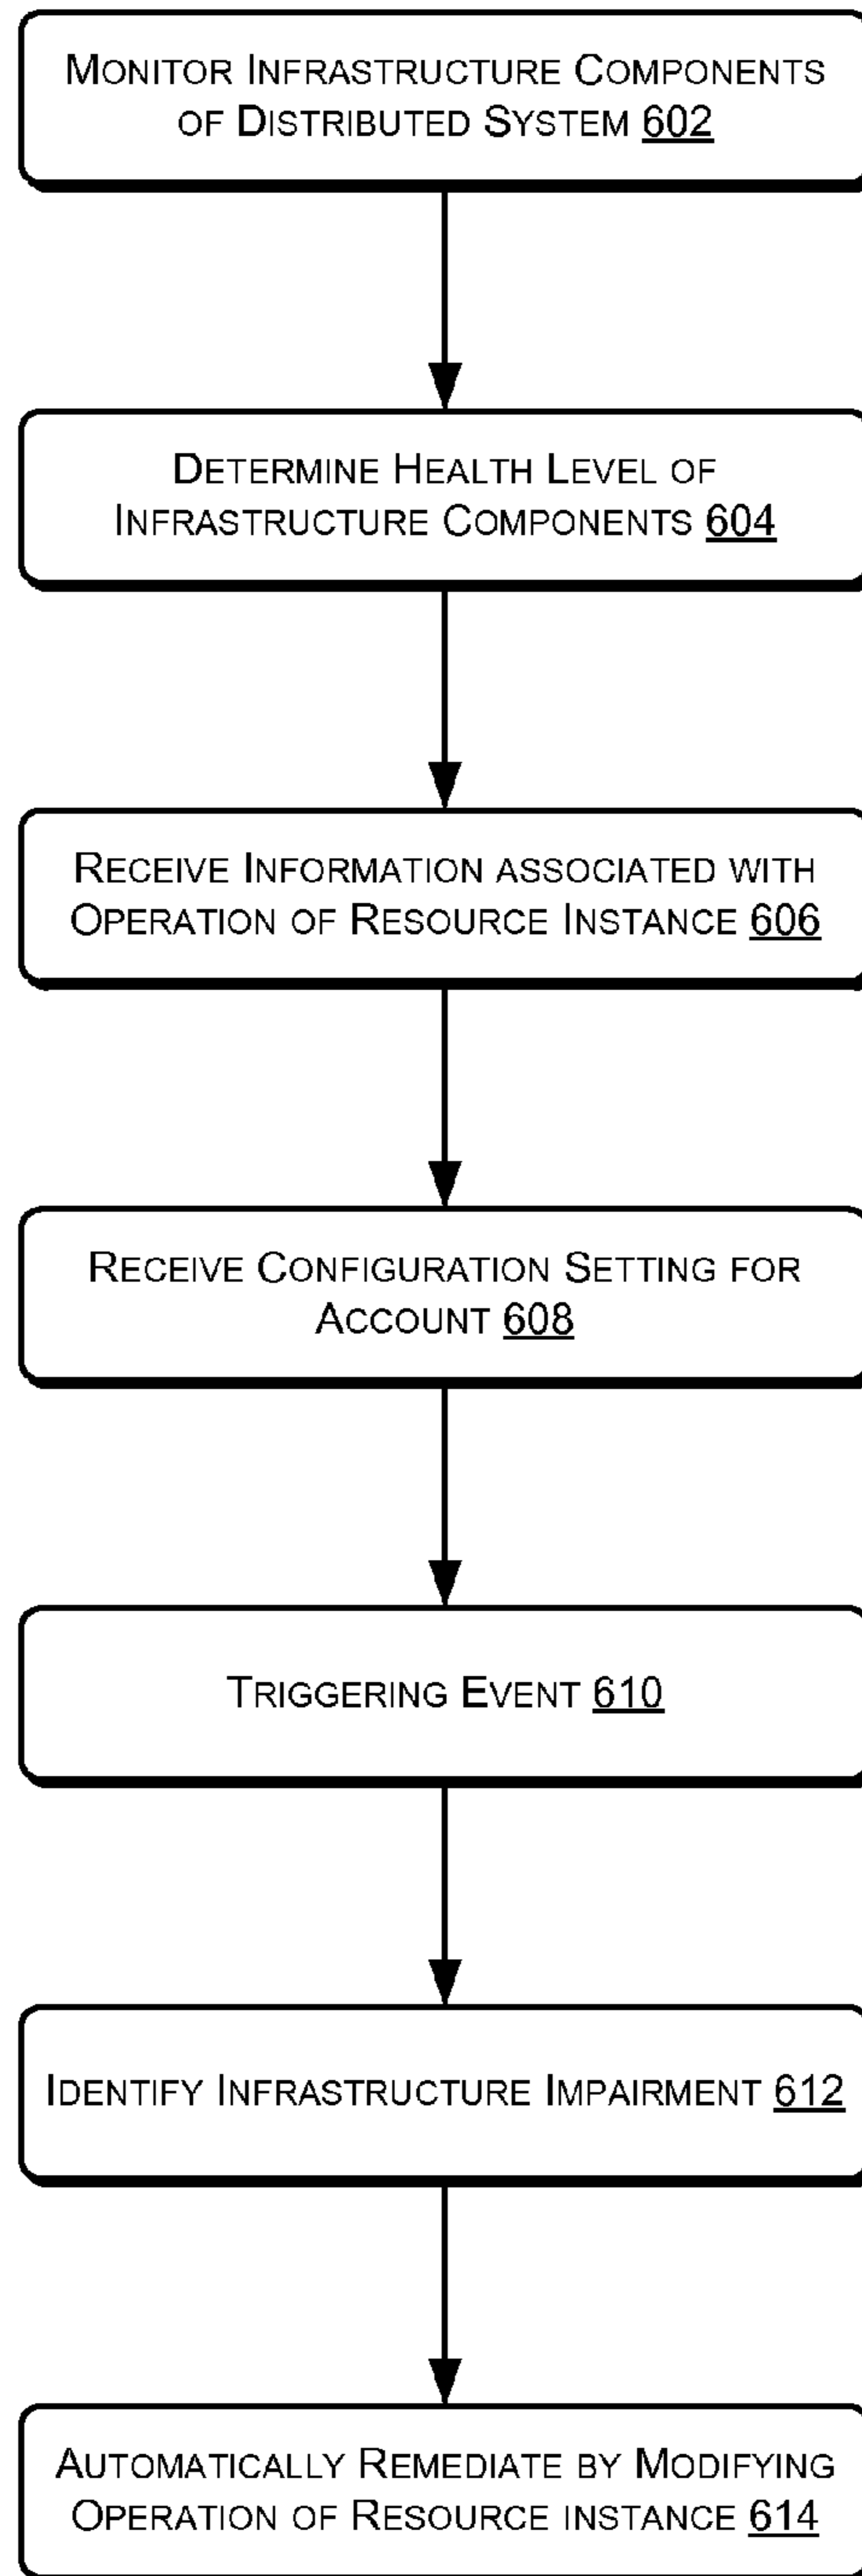 MONITOR INFRASTRUCTURE COMPONENTS
OF DISTRIBUTED SYSTEM 602
DETERMINE HEALTH LEVEL OF
INFRASTRUCTURE COMPONENTS 604
RECEIVE INFORMATION ASSOCIATED WITH
OPERATION OF RESOURCE INSTANCE 606
RECEIVE CONFIGURATION SETTING FOR
ACCOUNT 608
TRIGGERING EVENT 610
IDENTIFY INFRASTRUCTURE IMPAIRMENT 612
AUTOMATICALLY REMEDIATE BY MODIFYING
OPERATION OF RESOURCE INSTANCE 614